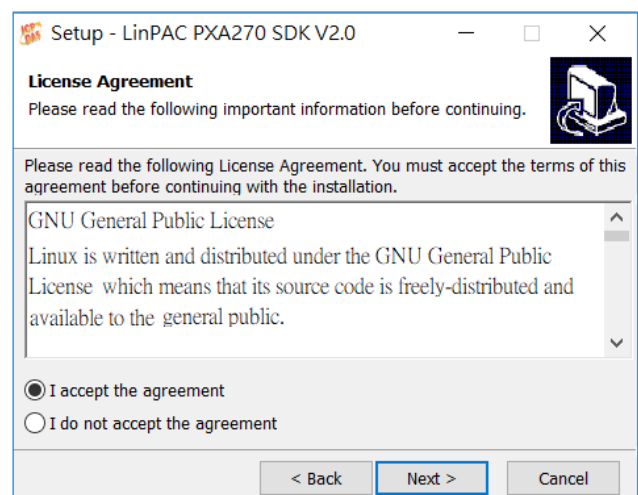 ICP DAS
Setup - LinPAC PXA270 SDK V2.0
License Agreement
Please read the following important information before continuing.
Please read the following License Agreement. You must accept the terms of this
agreement before continuing with the installation.
GNU General Public License
Linux is written and distributed under the GNU General Public
License which means that its source code is freely-distributed and
available to the general public.
I accept the agreement
I do not accept the agreement
< Back
Next >
Cancel